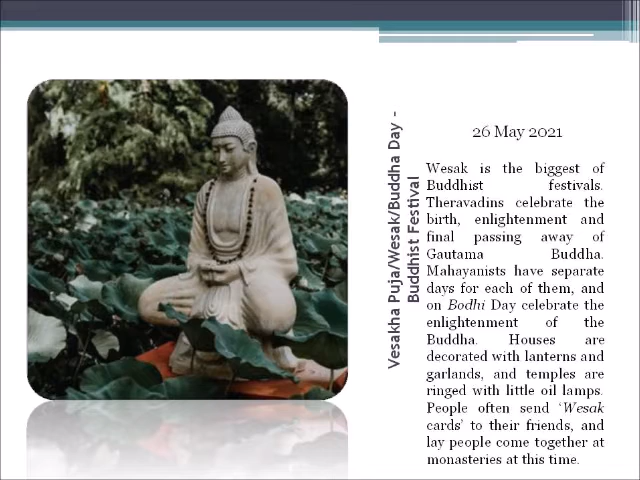 Vesakha Puja/Wesak/Buddha Day –
Buddhist Festival
26 May 2021
Wesak is the biggest of
Buddhist festivals.
Theravadins celebrate the
birth, enlightenment and
final passing away of
Gautama Buddha.
Mahayanists have separate
days for each of them, and
on Bodhi Day celebrate the
enlightenment of the
Buddha. Houses are
decorated with lanterns and
garlands, and temples are
ringed with little oil lamps.
People often send ‘Wesak
cards’ to their friends, and
lay people come together at
monasteries at this time.